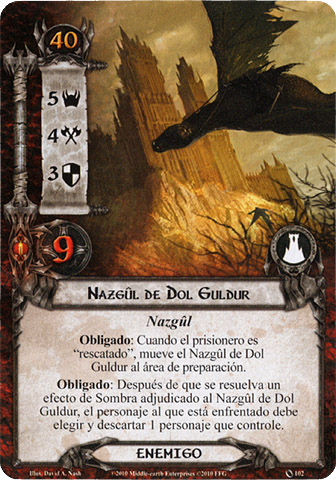 40
5
4
3
9
Nazgûl de Dol Guldur
Nazgûl
Obligado: Cuando el prisionero es
"rescatado", mueve el Nazgûl de Dol
Guldur al área de preparación.
Obligado: Después de que se resuelva un
efecto de Sombra adjudicado al Nazgûl de Dol
Guldur, el personaje al que está enfrentado debe
elegir y descartar 1 personaje que controle.
ENEMIGO
Illus. David A. Nash
©2010 Middle-earth Enterprises ©2010 FFG
102